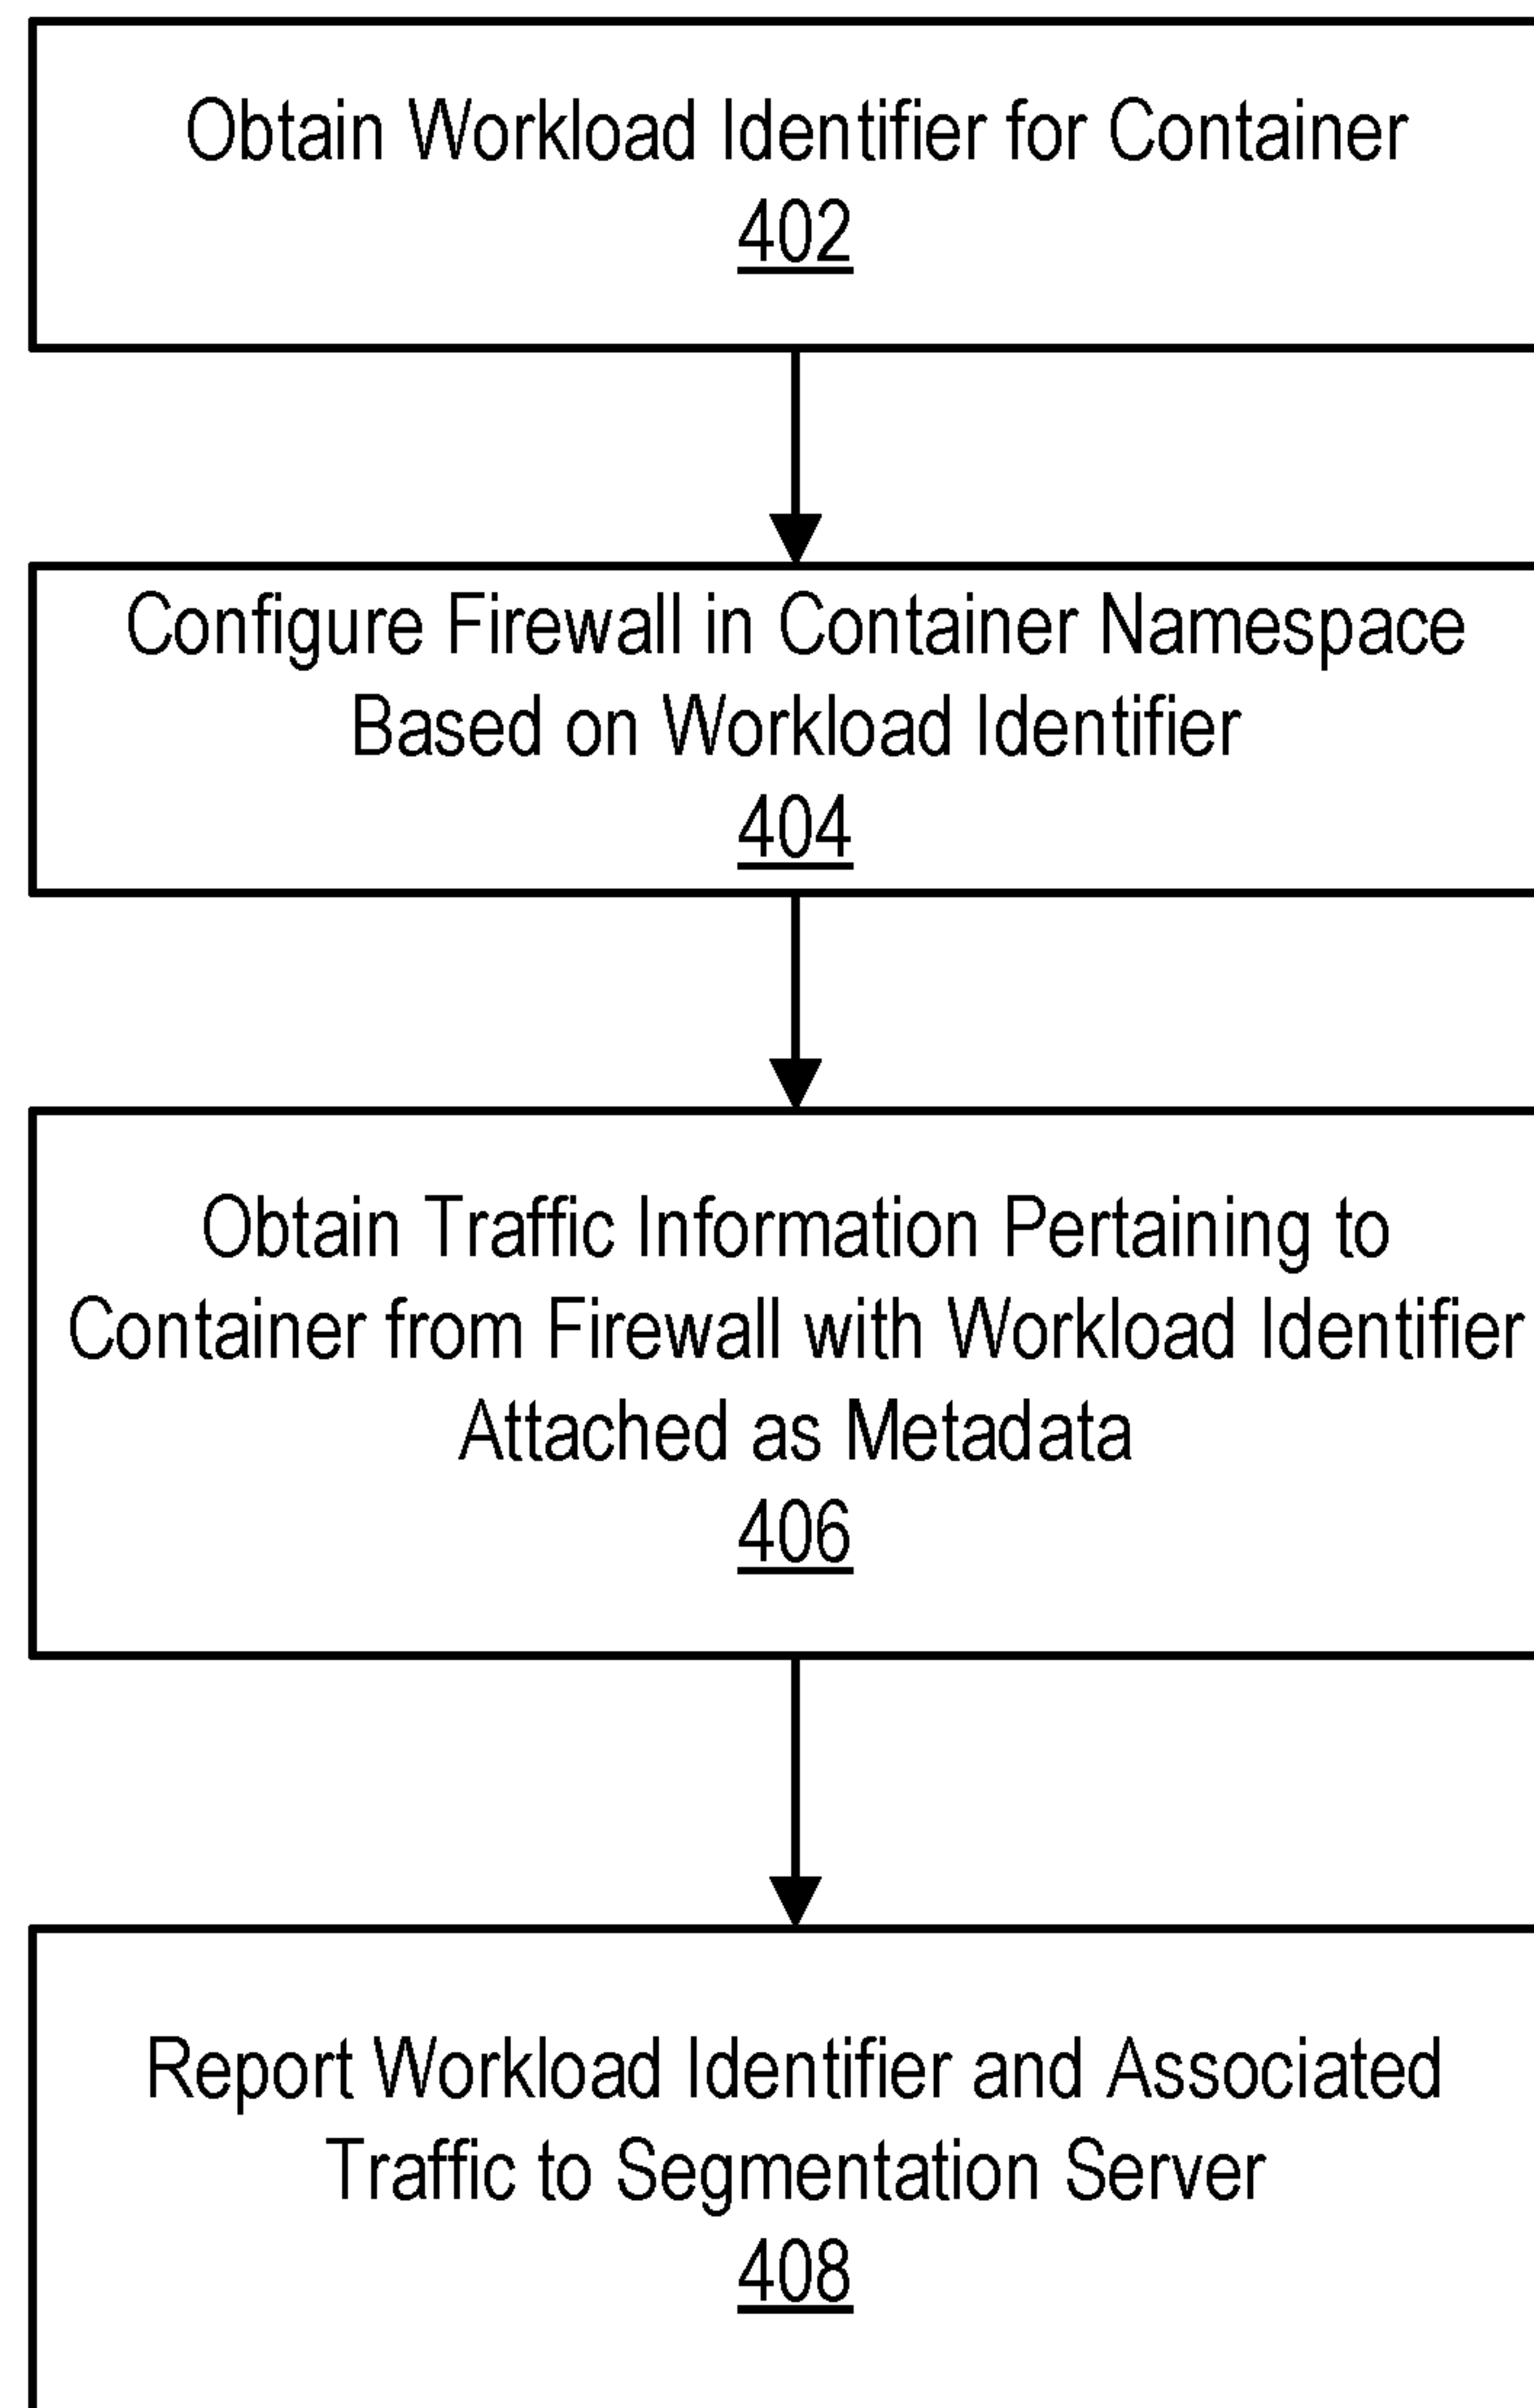 Obtain Workload Identifier for Container
402
Configure Firewall in Container Namespace
Based on Workload Identifier
404
Obtain Traffic Information Pertaining to
Container from Firewall with Workload Identifier
Attached as Metadata
406
Report Workload Identifier and Associated
Traffic to Segmentation Server
408